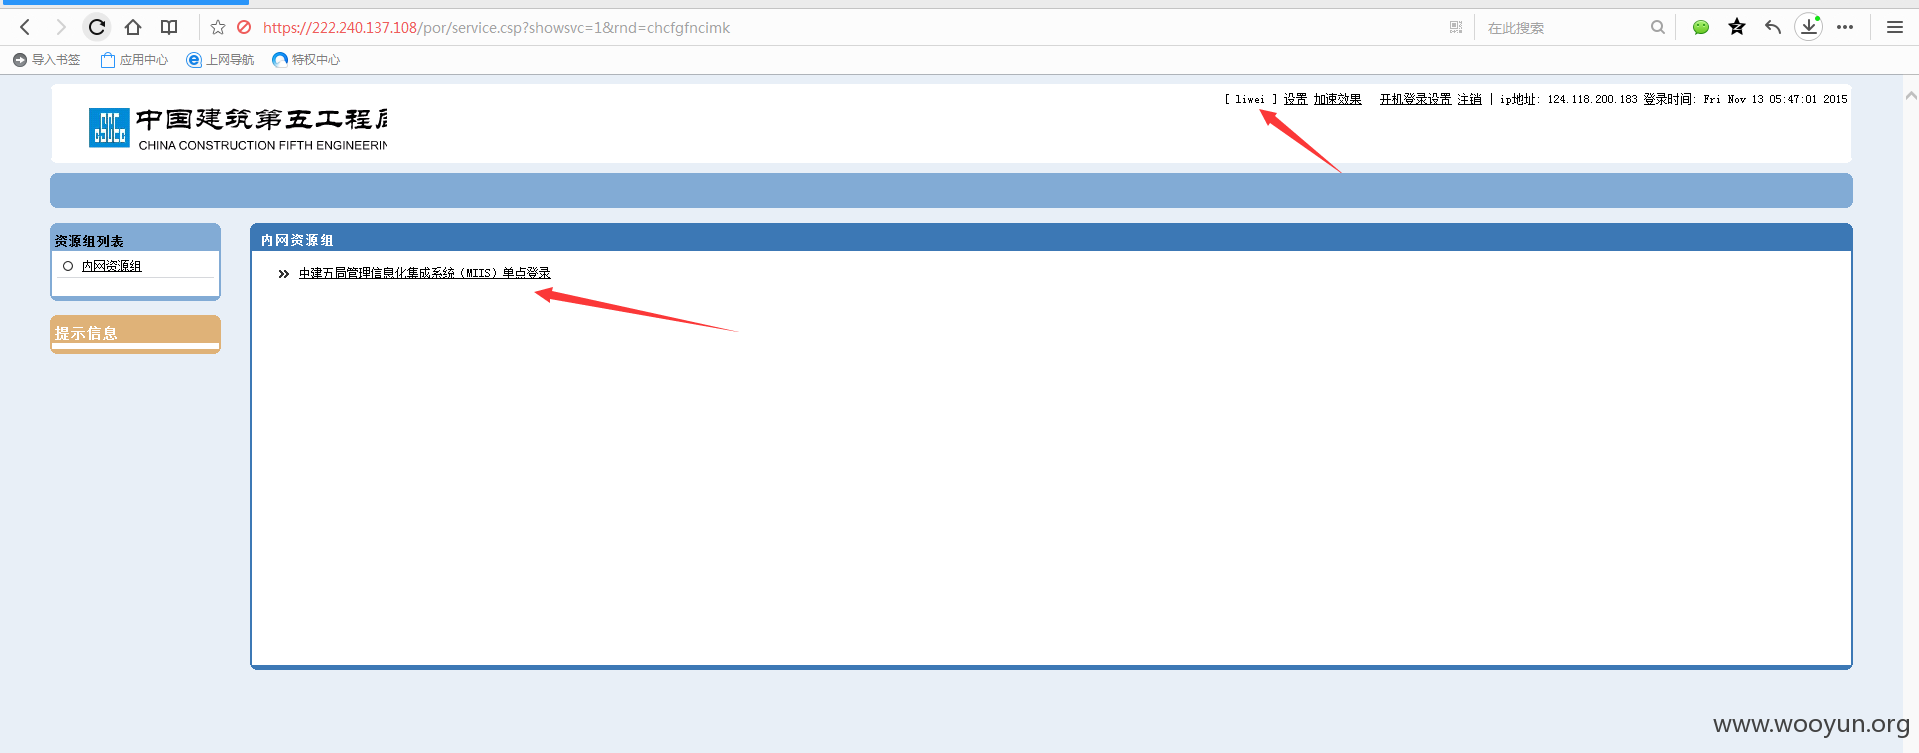 https://222.240.137.108/por/service.csp?showsvc=1&rnd=chcfgfncimk
在此搜索
导入书签 应用中心 上网导航 特权中心
[ liwei ] 设置 加速效果 开机登录设置 注销 | ip地址: 124.118.200.183 登录时间: Fri Nov 13 05:47:01 2015
CSCEC
中国建筑第五工程局
CHINA CONSTRUCTION FIFTH ENGINEERIN
资源组列表
内网资源组
提示信息
内网资源组
» 中建五局管理信息化集成系统（MIIS）单点登录
www.wooyun.org